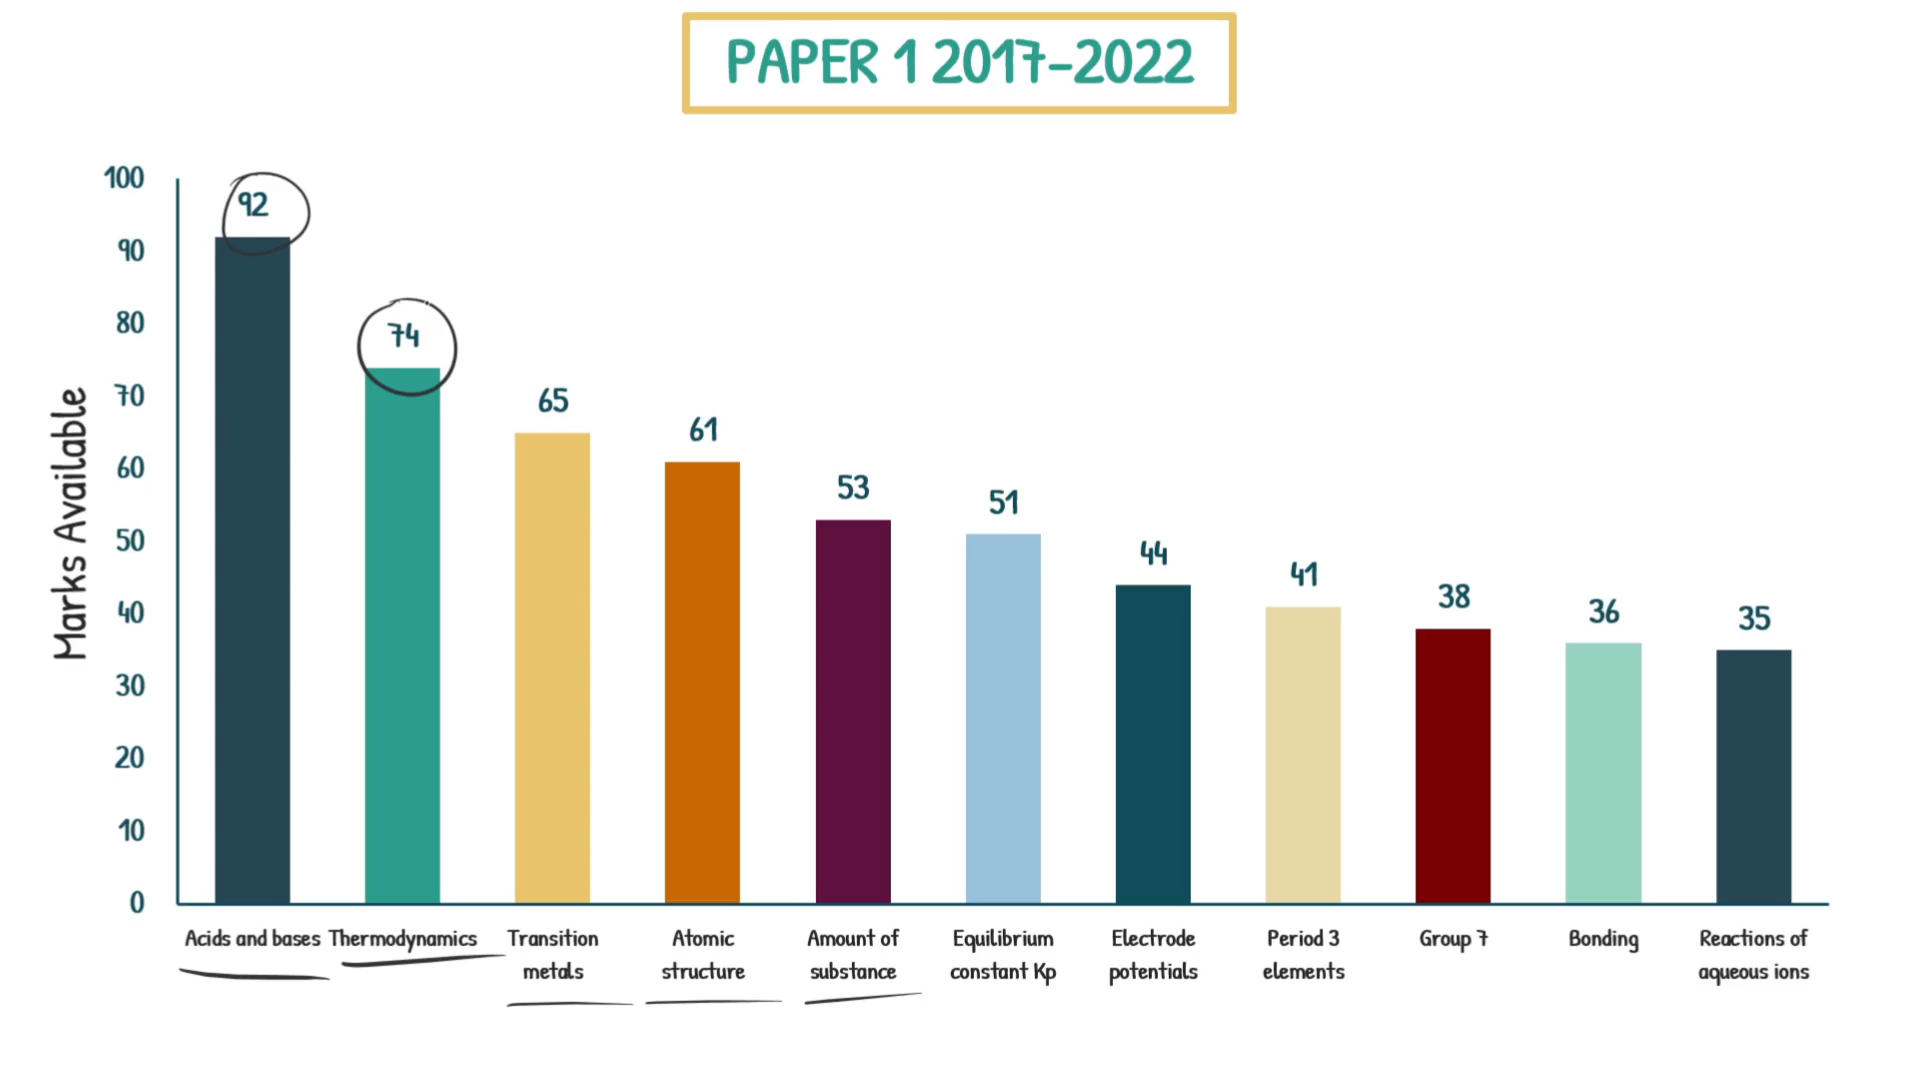 PAPER 1 2017-2022
100
90
80
70
60
50
40
30
20
10
0
Marks Available
92
74
65
61
53
51
44
41
38
36
35
Acids and bases
Thermodynamics
Transition
metals
Atomic
structure
Amount of
substance
Equilibrium
constant Kp
Electrode
potentials
Period 3
elements
Group 7
Bonding
Reactions of
aqueous ions